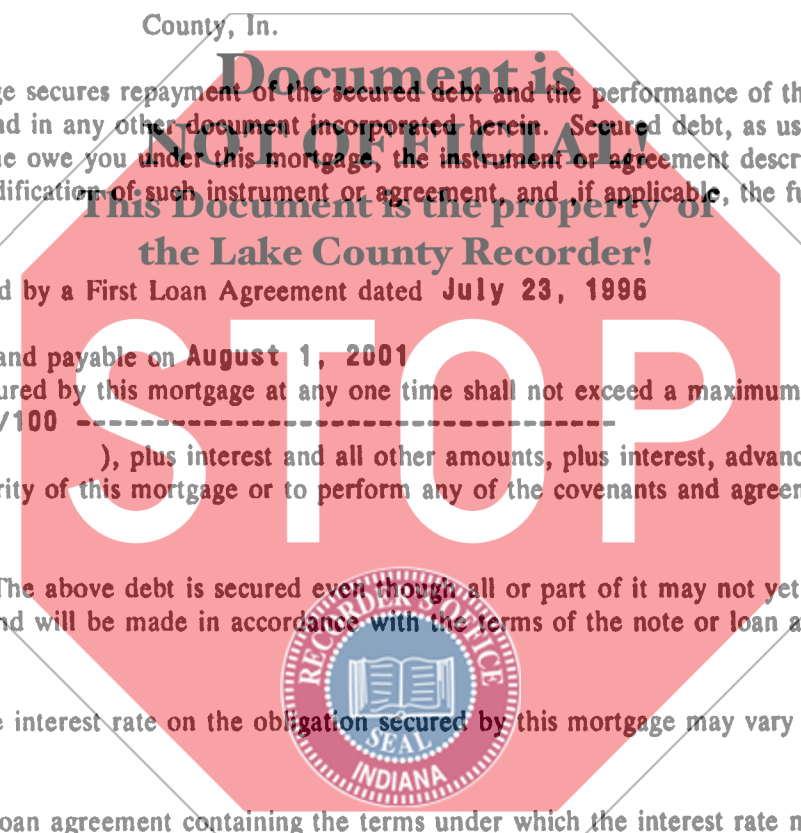 County, In.
Document is
ge secures repayment of the secured debt and the performance of th
nd in any other document incorporated herein. Secured debt, as us
NOT OFFICIAL!
ne owe you under this mortgage, the instrument or agreement descr
dification of such instrument or agreement, and ,if applicable, the fu
This Document is the property of
the Lake County Recorder!
d by a First Loan Agreement dated July 23, 1996
STOP
and payable on August 1, 2001
ured by this mortgage at any one time shall not exceed a maximum
/100 ----------------------------------
), plus interest and all other amounts, plus interest, advanc
rity of this mortgage or to perform any of the covenants and agreen
The above debt is secured even though all or part of it may not yet
nd will be made in accordance with the terms of the note or loan a
RECORDER'S OFFICE
e interest rate on the obligation secured by this mortgage may vary
SEAL
INDIANA
oan agreement containing the terms under which the interest rate m